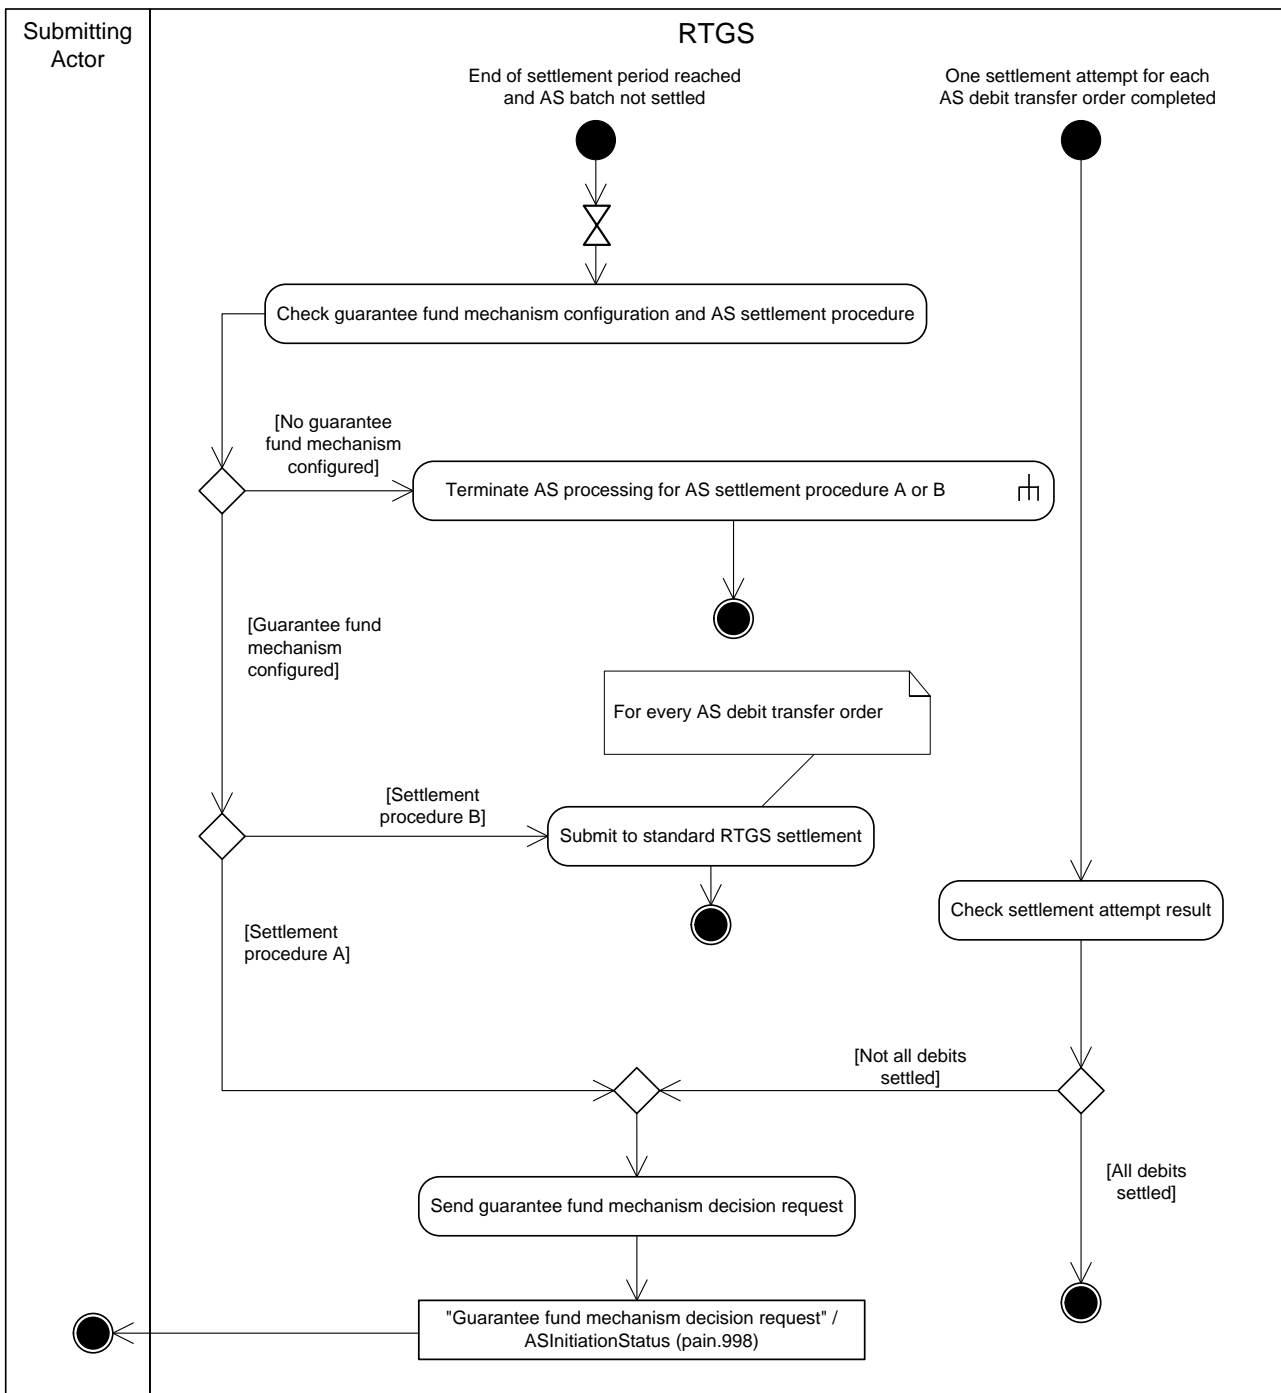 Submitting
Actor
RTGS
End of settlement period reached
and AS batch not settled
One settlement attempt for each
AS debit transfer order completed
Check guarantee fund mechanism configuration and AS settlement procedure
[No guarantee
fund mechanism
configured]
Terminate AS processing for AS settlement procedure A or B
[Guarantee fund
mechanism
configured]
For every AS debit transfer order
[Settlement
procedure B]
Submit to standard RTGS settlement
Check settlement attempt result
[Settlement
procedure A]
[Not all debits
settled]
[All debits
settled]
Send guarantee fund mechanism decision request
"Guarantee fund mechanism decision request" /
ASInitiationStatus (pain.998)